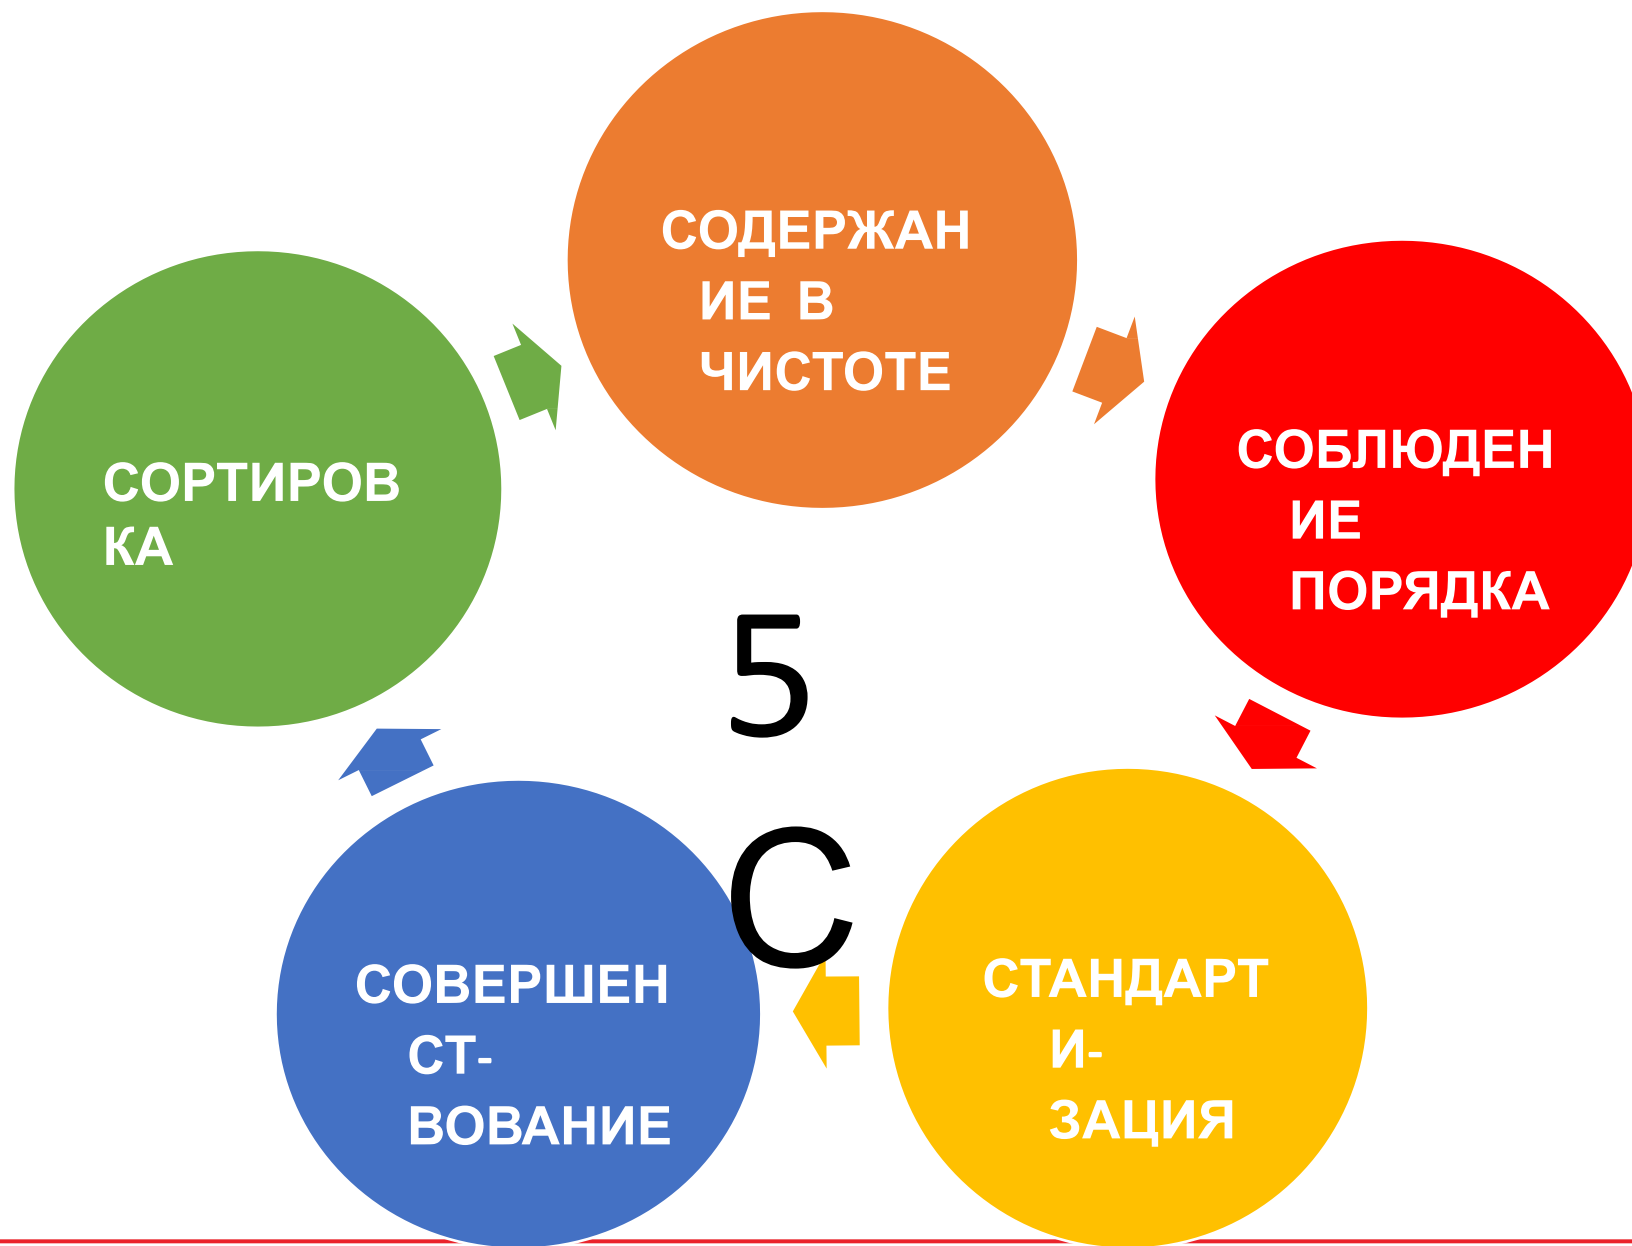 СОДЕРЖАН
ИЕ В
ЧИСТОТЕ
СОБЛЮДЕН
ИЕ
ПОРЯДКА
СОРТИРОВ
КА
5
С
СОВЕРШЕН
СТ-
ВОВАНИЕ
СТАНДАРТ
И-
ЗАЦИЯ